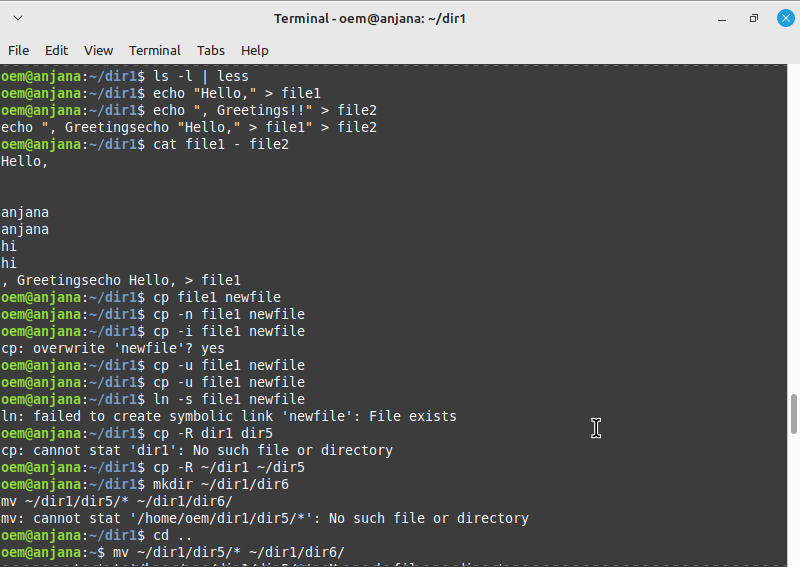 Terminal - oem@anjana: ~/dir1
File Edit View Terminal Tabs Help
oem@anjana:~/dir1$ ls -l | less
oem@anjana:~/dir1$ echo "Hello," > file1
oem@anjana:~/dir1$ echo ", Greetings!!" > file2
echo ", Greetingsecho "Hello," > file1" > file2
oem@anjana:~/dir1$ cat file1 - file2
Hello,
anjana
anjana
hi
hi
, Greetingsecho Hello, > file1
oem@anjana:~/dir1$ cp file1 newfile
oem@anjana:~/dir1$ cp -n file1 newfile
oem@anjana:~/dir1$ cp -i file1 newfile
cp: overwrite 'newfile'? yes
oem@anjana:~/dir1$ cp -u file1 newfile
oem@anjana:~/dir1$ cp -u file1 newfile
oem@anjana:~/dir1$ ln -s file1 newfile
ln: failed to create symbolic link 'newfile': File exists
oem@anjana:~/dir1$ cp -R dir1 dir5
cp: cannot stat 'dir1': No such file or directory
oem@anjana:~/dir1$ cp -R ~/dir1 ~/dir5
oem@anjana:~/dir1$ mkdir ~/dir1/dir6
mv ~/dir1/dir5/* ~/dir1/dir6/
mv: cannot stat '/home/oem/dir1/dir5/*': No such file or directory
oem@anjana:~/dir1$ cd ..
oem@anjana:~$ mv ~/dir1/dir5/* ~/dir1/dir6/